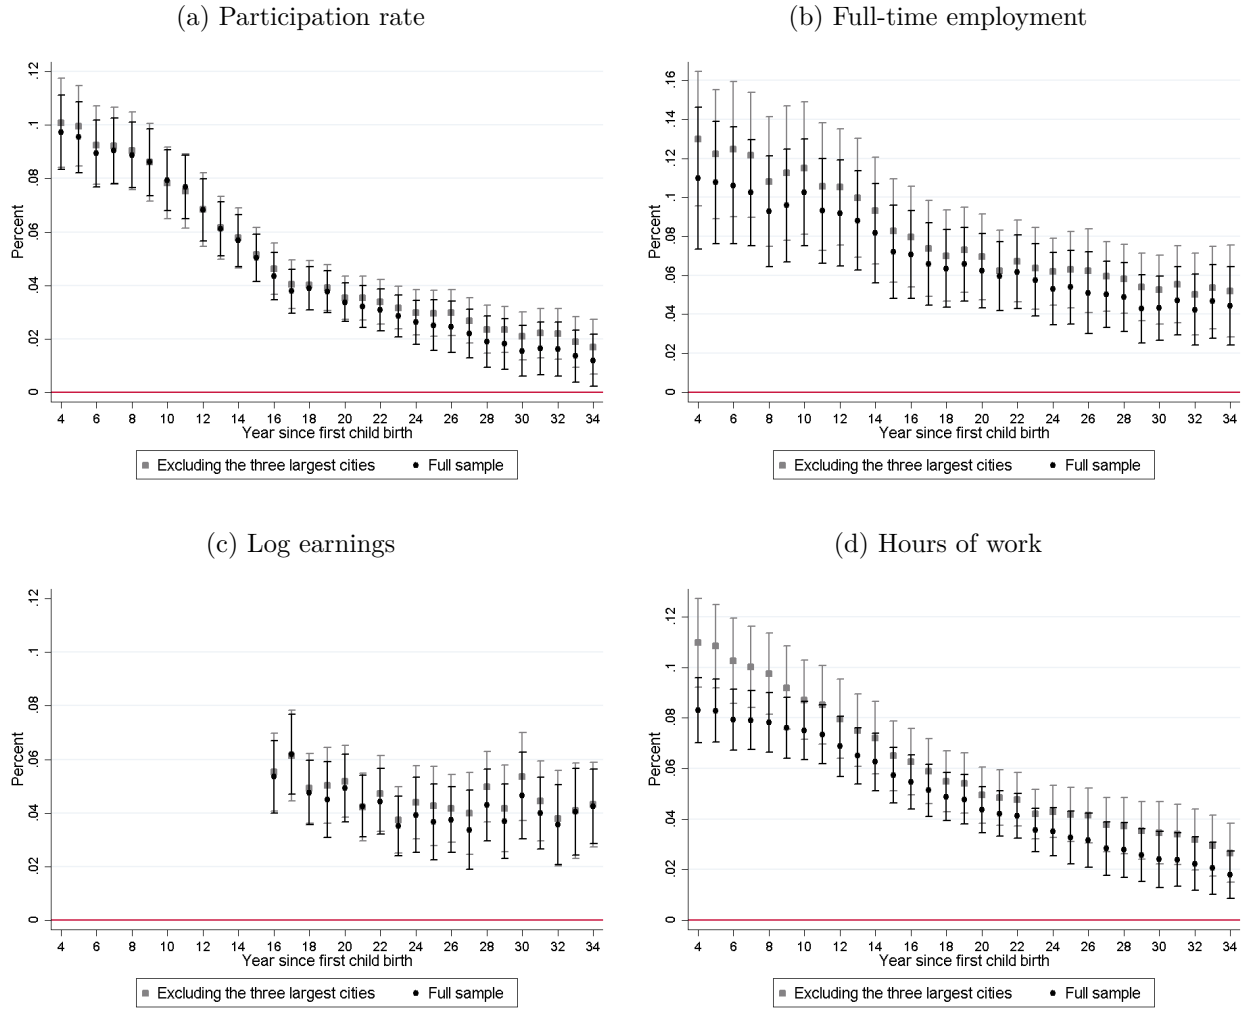 (a) Participation rate
(b) Full-time employment
Percent
0 .02 .04 .06 .08 .1 .12
4 6 8 10 12 14 16 18 20 22 24 26 28 30 32 34
Year since first child birth
Excluding the three largest cities Full sample
Percent
0 .02 .04 .06 .08 .1 .12 .14 .16
4 6 8 10 12 14 16 18 20 22 24 26 28 30 32 34
Year since first child birth
Excluding the three largest cities Full sample
(c) Log earnings
(d) Hours of work
Percent
0 .02 .04 .06 .08 .1 .12
4 6 8 10 12 14 16 18 20 22 24 26 28 30 32 34
Year since first child birth
Excluding the three largest cities Full sample
Percent
0 .02 .04 .06 .08 .1 .12
4 6 8 10 12 14 16 18 20 22 24 26 28 30 32 34
Year since first child birth
Excluding the three largest cities Full sample